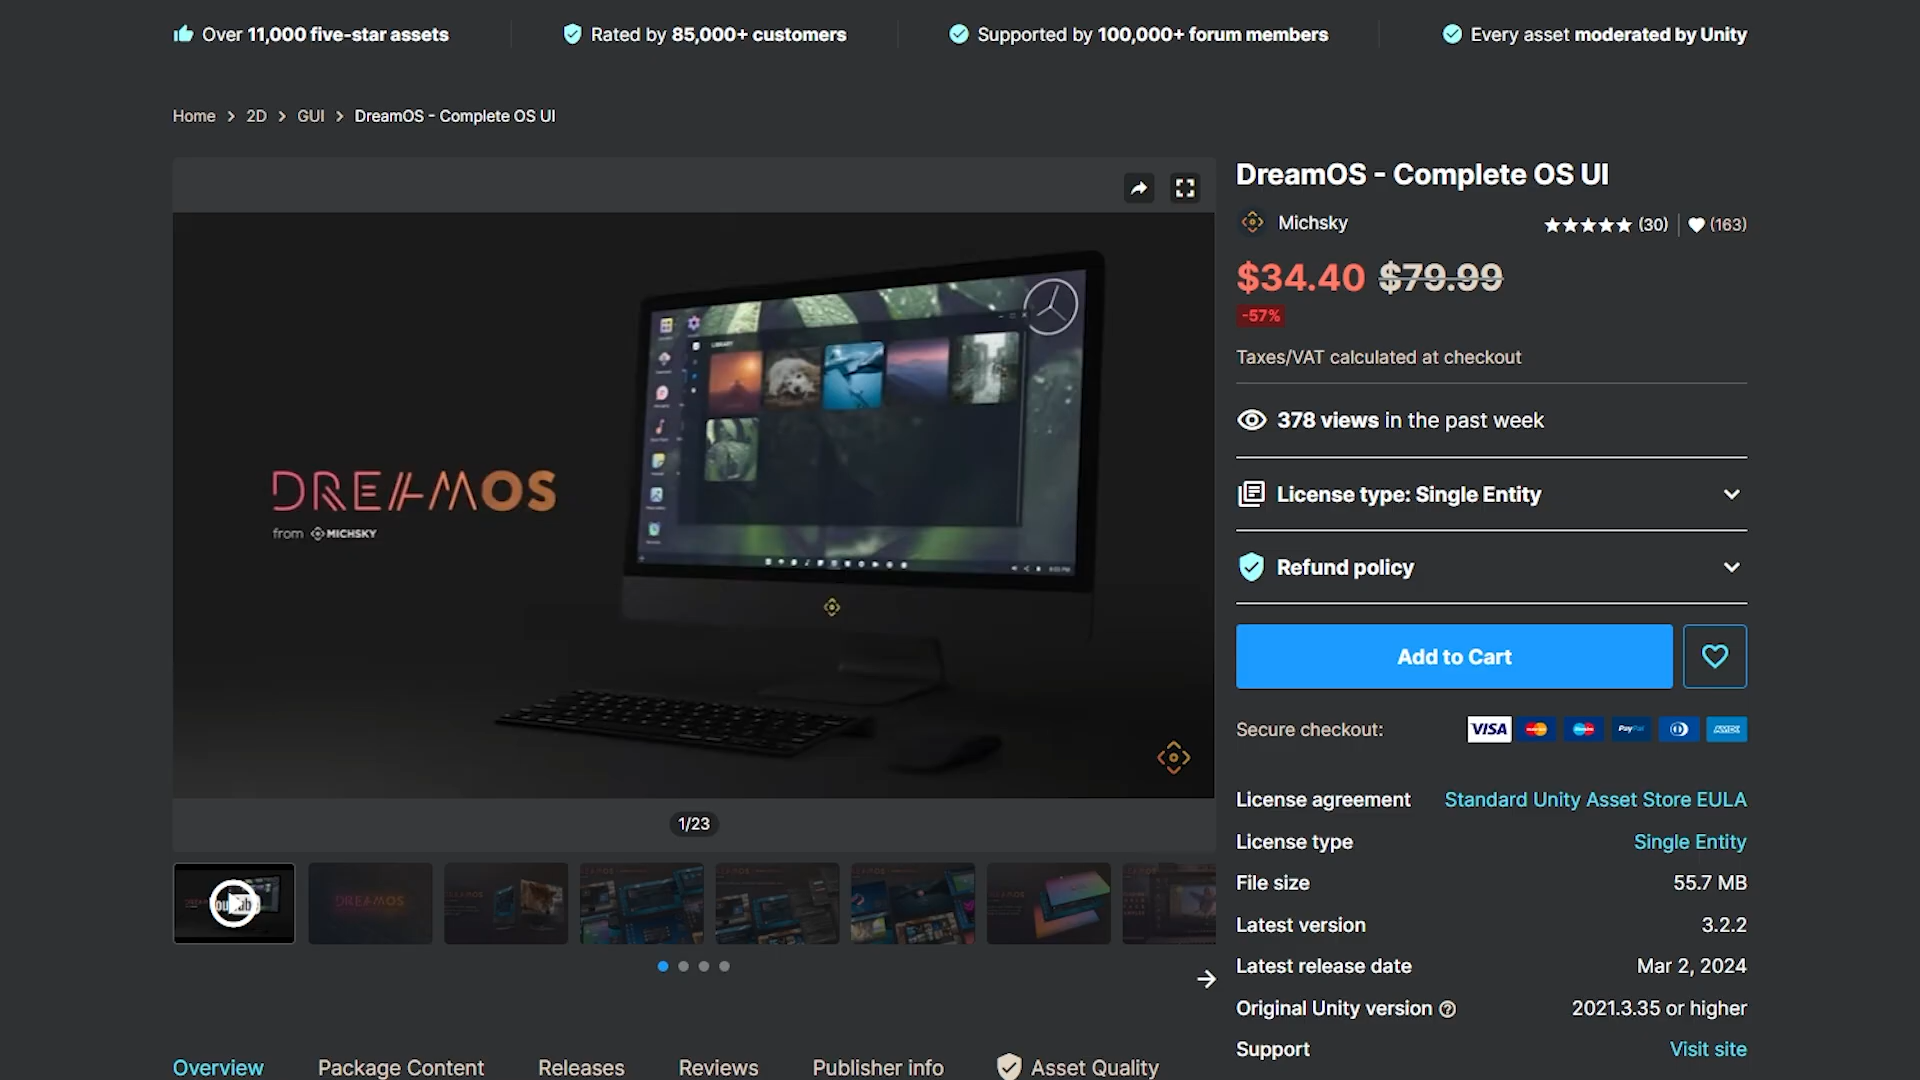 Over 11,000 five-star assets
Rated by 85,000+ customers
Supported by 100,000+ forum members
Every asset moderated by Unity
Home > 2D > GUI > DreamOS - Complete OS UI
DREAMOS
from MICHSKY
LIBRARY
1/23
DreamOS - Complete OS UI
Michsky
(30)
(163)
$34.40 $79.99
-57%
Taxes/VAT calculated at checkout
378 views in the past week
License type: Single Entity
Refund policy
Add to Cart
Secure checkout:
VISA
PayPal
AMEX
License agreement Standard Unity Asset Store EULA
License type Single Entity
File size 55.7 MB
Latest version 3.2.2
Latest release date Mar 2, 2024
Original Unity version 2021.3.35 or higher
Support Visit site
Overview
Package Content
Releases
Reviews
Publisher info
Asset Quality